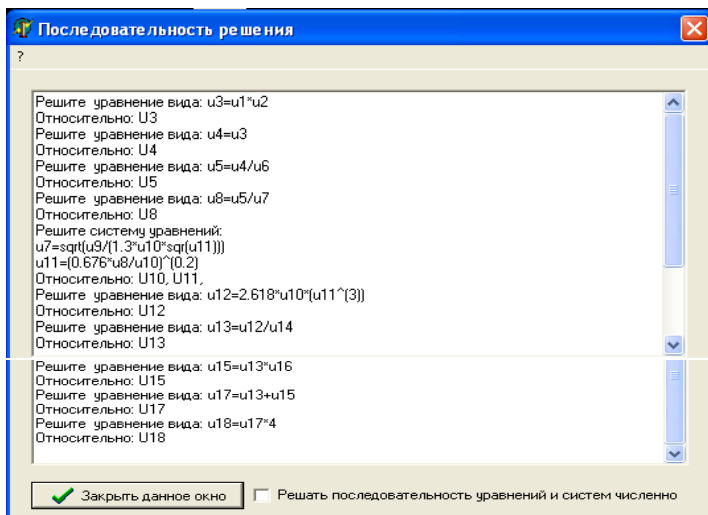 Последовательность решения
?
Решите уравнение вида: u3=u1*u2
Относительно: U3
Решите уравнение вида: u4=u3
Относительно: U4
Решите уравнение вида: u5=u4/u6
Относительно: U5
Решите уравнение вида: u8=u5/u7
Относительно: U8
Решите систему уравнений:
u7=sqrt(u9/(1.3*u10*sqr(u11)))
u11=(0.676*u8/u10)^(0.2)
Относительно: U10, U11,
Решите уравнение вида: u12=2.618*u10*(u11^(3))
Относительно: U12
Решите уравнение вида: u13=u12/u14
Относительно: U13
Решите уравнение вида: u15=u13*u16
Относительно: U15
Решите уравнение вида: u17=u13+u15
Относительно: U17
Решите уравнение вида: u18=u17*4
Относительно: U18
Закрыть данное окно
Решать последовательность уравнений и систем численно